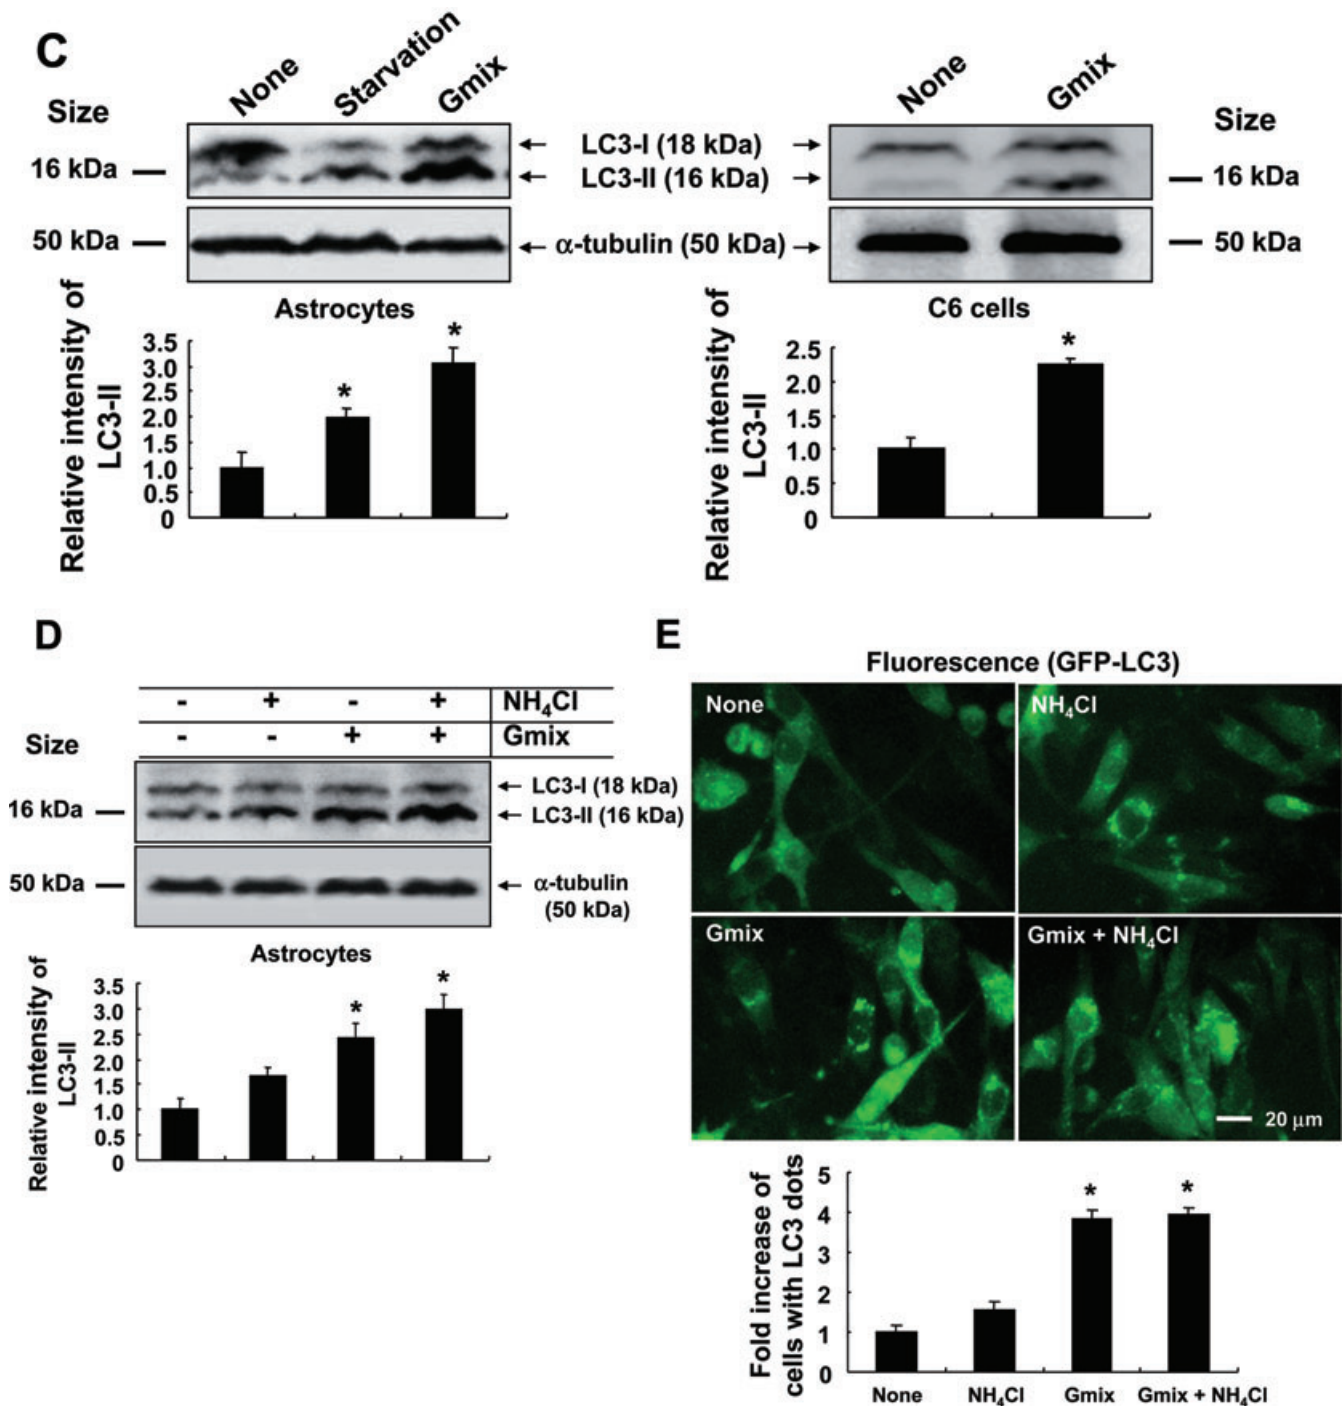 C
None Starvation Gmix
None Gmix
Size
Size
LC3-I (18 kDa)
16 kDa
LC3-II (16 kDa)
16 kDa
50 kDa
α-tubulin (50 kDa)
50 kDa
Astrocytes
Relative intensity of
LC3-II
3.5
3.0
2.5
2.0
1.5
1.0
0.5
0
*
*
C6 cells
Relative intensity of
LC3-II
2.5
2.0
1.5
1.0
0.5
0
*
D
- + - + NH₄Cl
- - + + Gmix
Size
LC3-I (18 kDa)
16 kDa
LC3-II (16 kDa)
50 kDa
α-tubulin
(50 kDa)
Astrocytes
Relative intensity of
LC3-II
3.5
3.0
2.5
2.0
1.5
1.0
0.5
0
*
*
E
Fluorescence (GFP-LC3)
None
NH₄Cl
Gmix
Gmix + NH₄Cl
20 μm
Fold increase of
cells with LC3 dots
5
4
3
2
1
0
*
*
None NH₄Cl Gmix Gmix + NH₄Cl